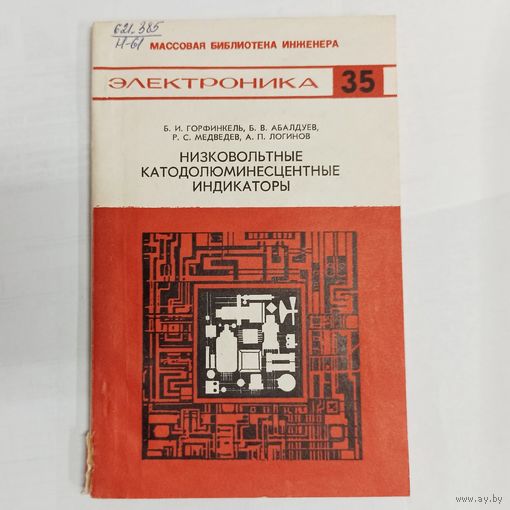 621.385
Н-61
МАССОВАЯ БИБЛИОТЕКА ИНЖЕНЕРА
ЭЛЕКТРОНИКА 35
Б. И. ГОРФИНКЕЛЬ, Б. В. АБАЛДУЕВ,
Р. С. МЕДВЕДЕВ, А. П. ЛОГИНОВ
НИЗКОВОЛЬТНЫЕ
КАТОДОЛЮМИНЕСЦЕНТНЫЕ
ИНДИКАТОРЫ
www.ay.by